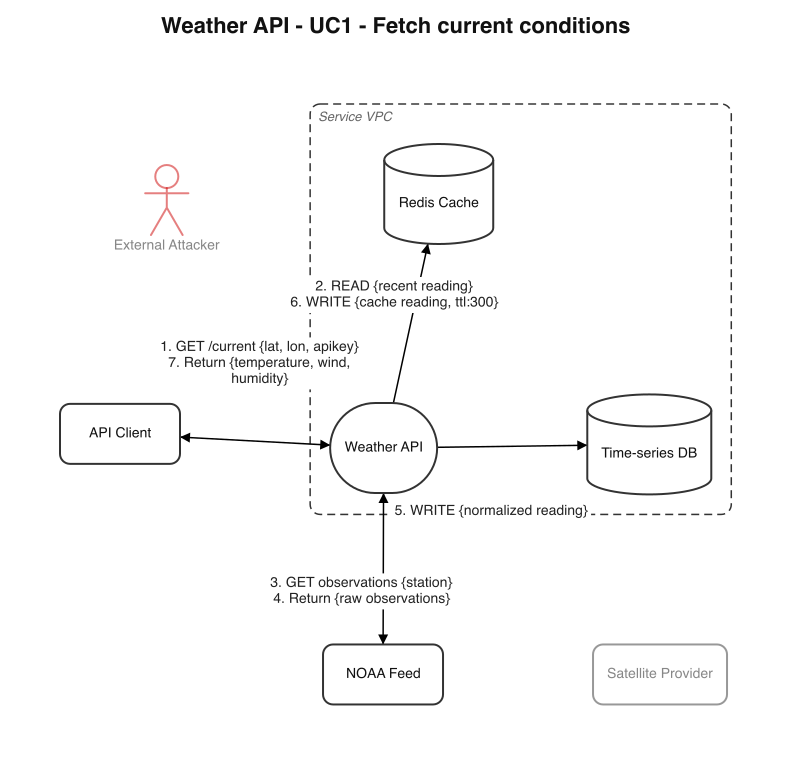 Weather API - UC1 - Fetch current conditions
Service VPC
Redis Cache
External Attacker
2. READ {recent reading}
6. WRITE {cache reading, ttl:300}
1. GET /current {lat, lon, apikey}
7. Return {temperature, wind,
humidity}
API Client
Weather API
Time-series DB
5. WRITE {normalized reading}
3. GET observations {station}
4. Return {raw observations}
NOAA Feed
Satellite Provider